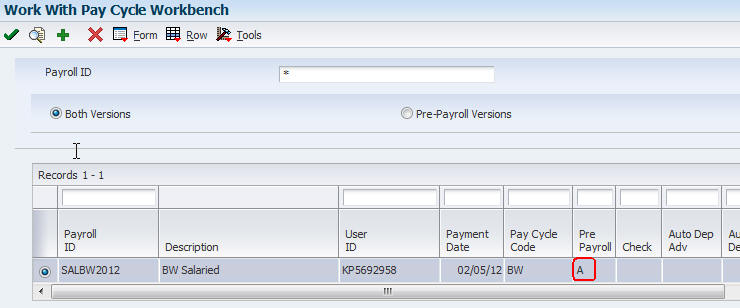 Work With Pay Cycle Workbench
Form Row Tools
Payroll ID *
Both Versions Pre-Payroll Versions
Records 1 - 1
Payroll ID Description User ID Payment Date Pay Cycle Code Pre Payroll Check Auto Dep Adv Au De
SALBW2012 BW Salaried KP5692958 02/05/12 BW A